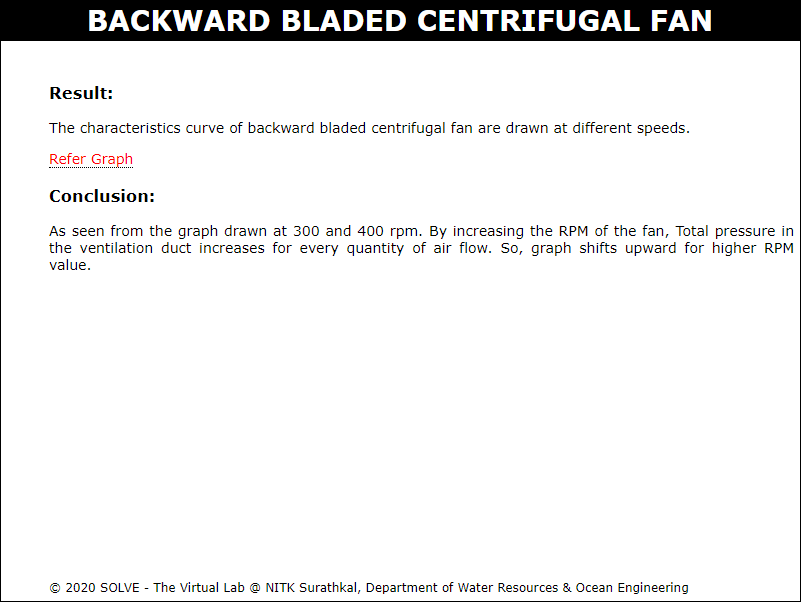 BACKWARD BLADED CENTRIFUGAL FAN
Result:
The characteristics curve of backward bladed centrifugal fan are drawn at different speeds.
Refer Graph
Conclusion:
As seen from the graph drawn at 300 and 400 rpm. By increasing the RPM of the fan, Total pressure in
the ventilation duct increases for every quantity of air flow. So, graph shifts upward for higher RPM
value.
© 2020 SOLVE - The Virtual Lab @ NITK Surathkal, Department of Water Resources & Ocean Engineering